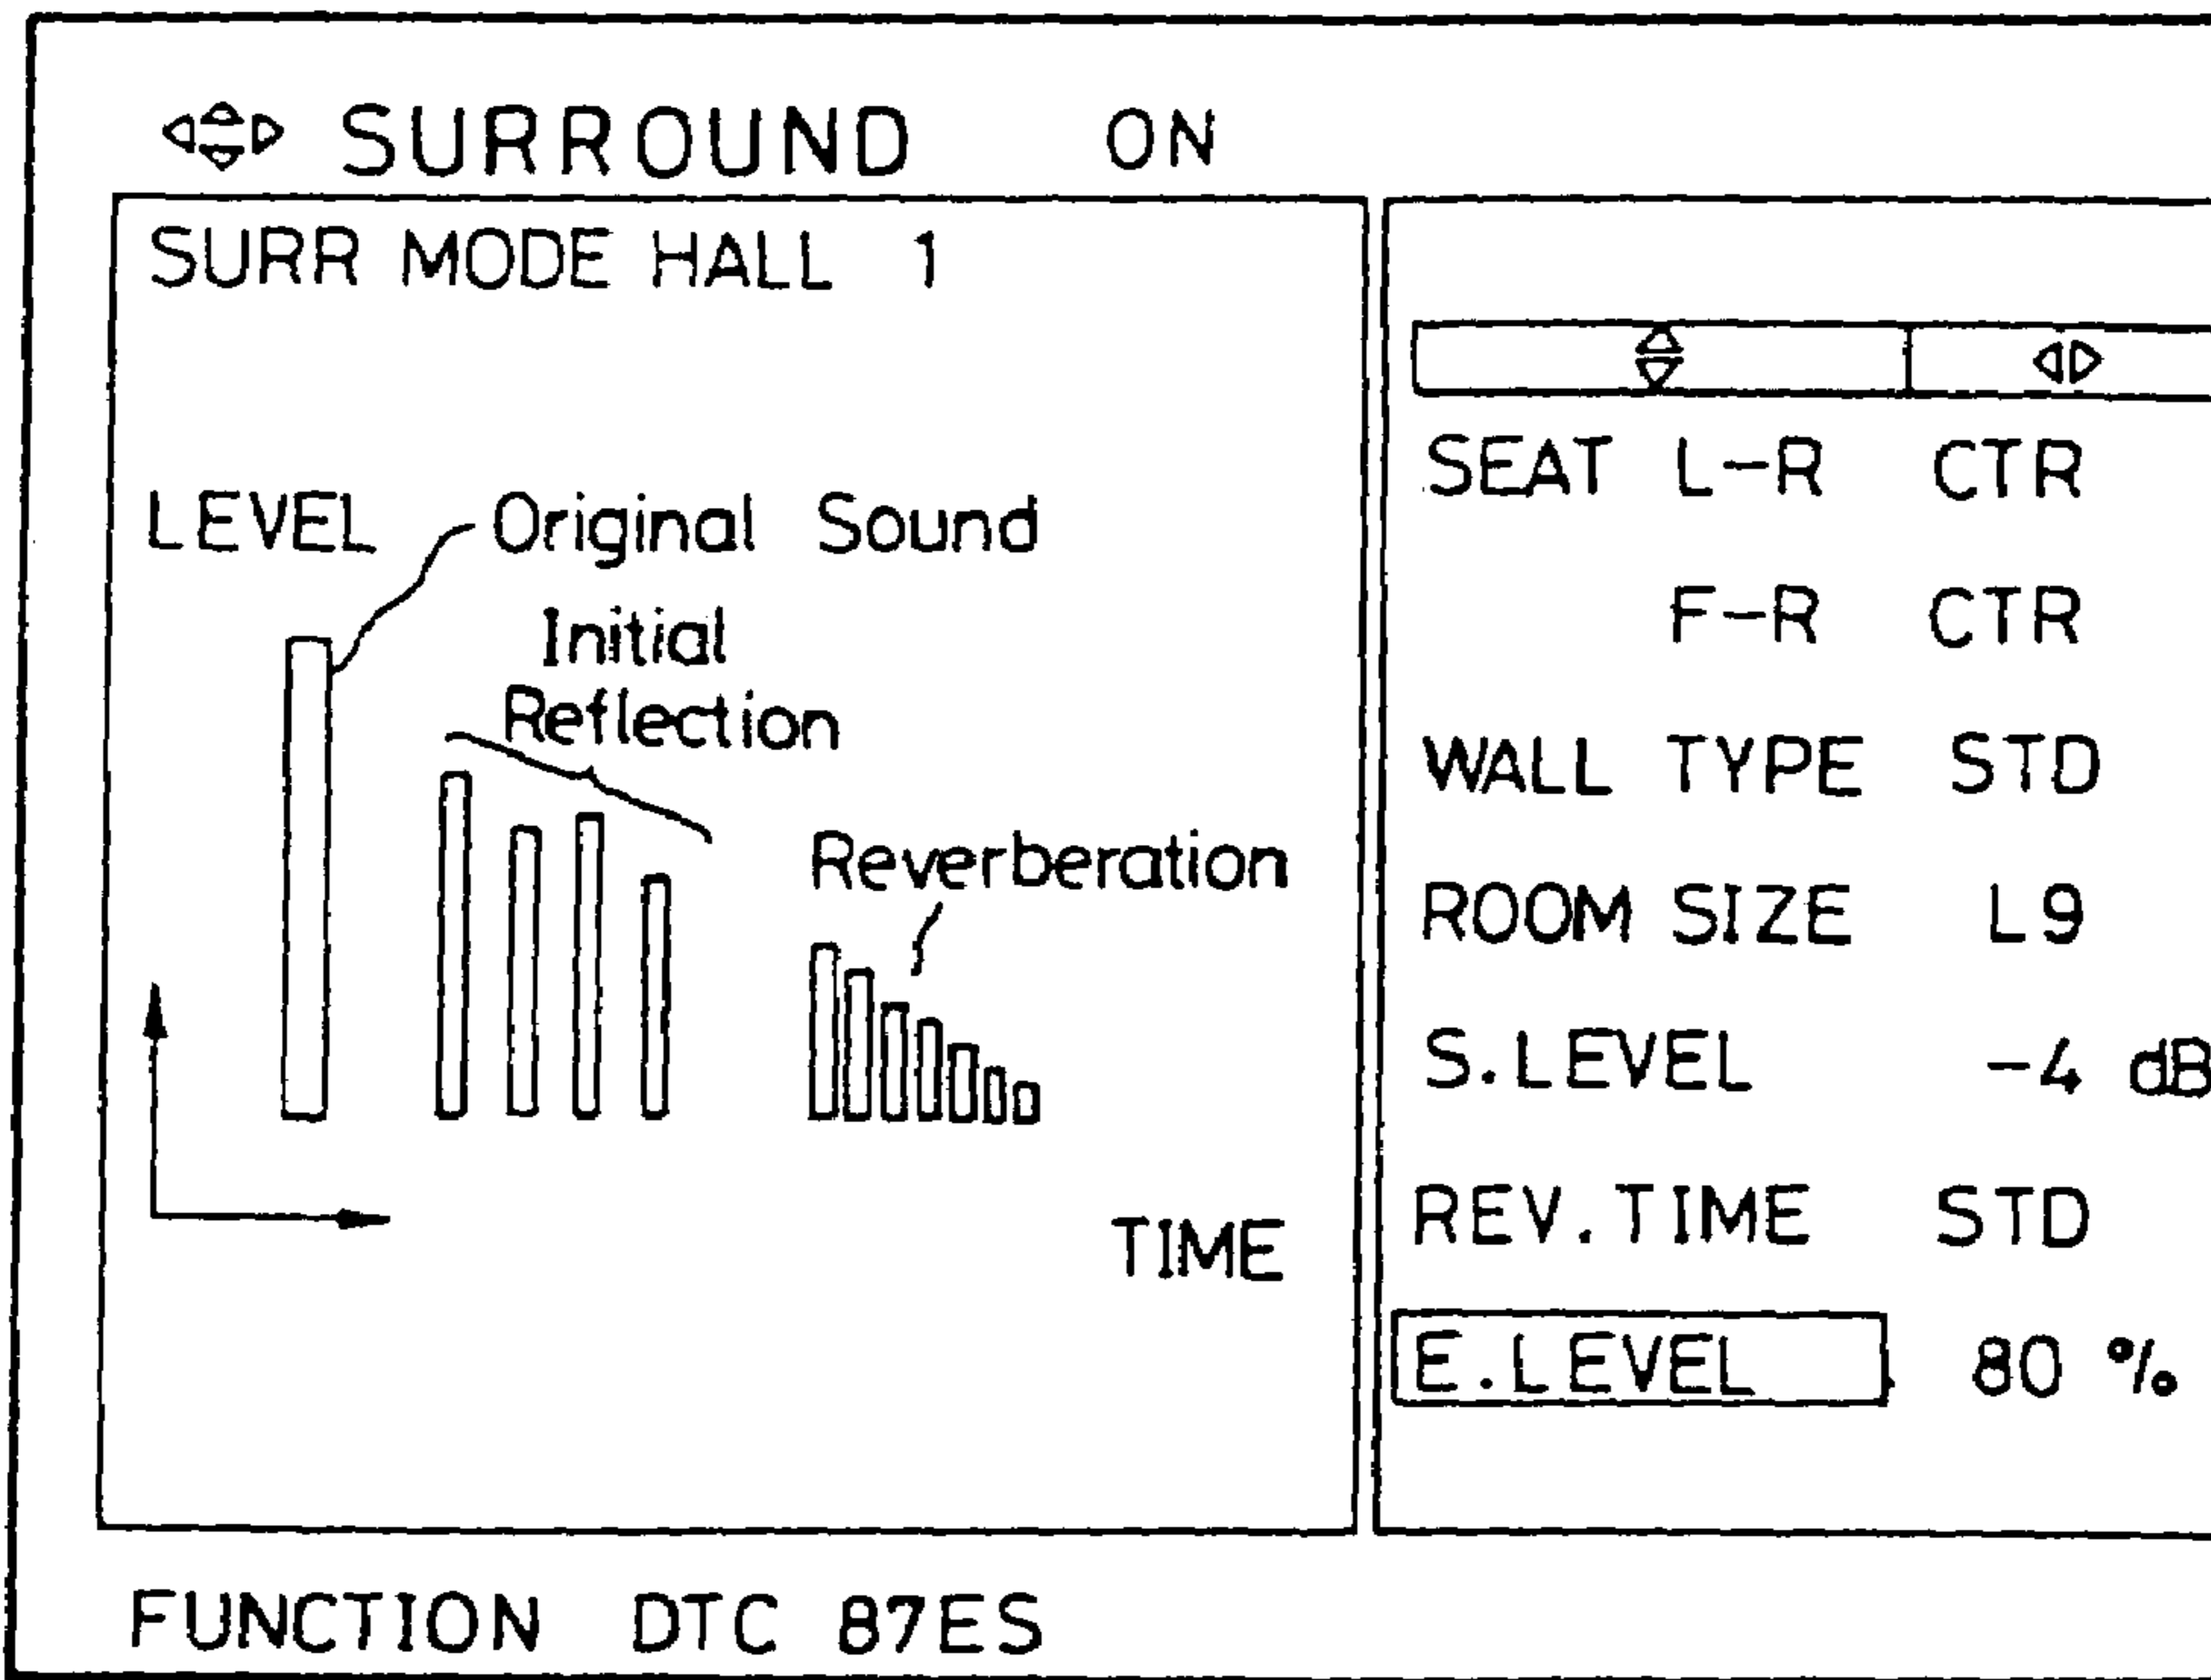 SURROUND ON
SURR MODE HALL 1
LEVEL
Original Sound
Initial
Reflection
Reverberation
TIME
SEAT L-R CTR
F-R CTR
WALL TYPE STD
ROOM SIZE L9
S.LEVEL -4 dB
REV.TIME STD
E.LEVEL 80 %
FUNCTION DTC 87ES